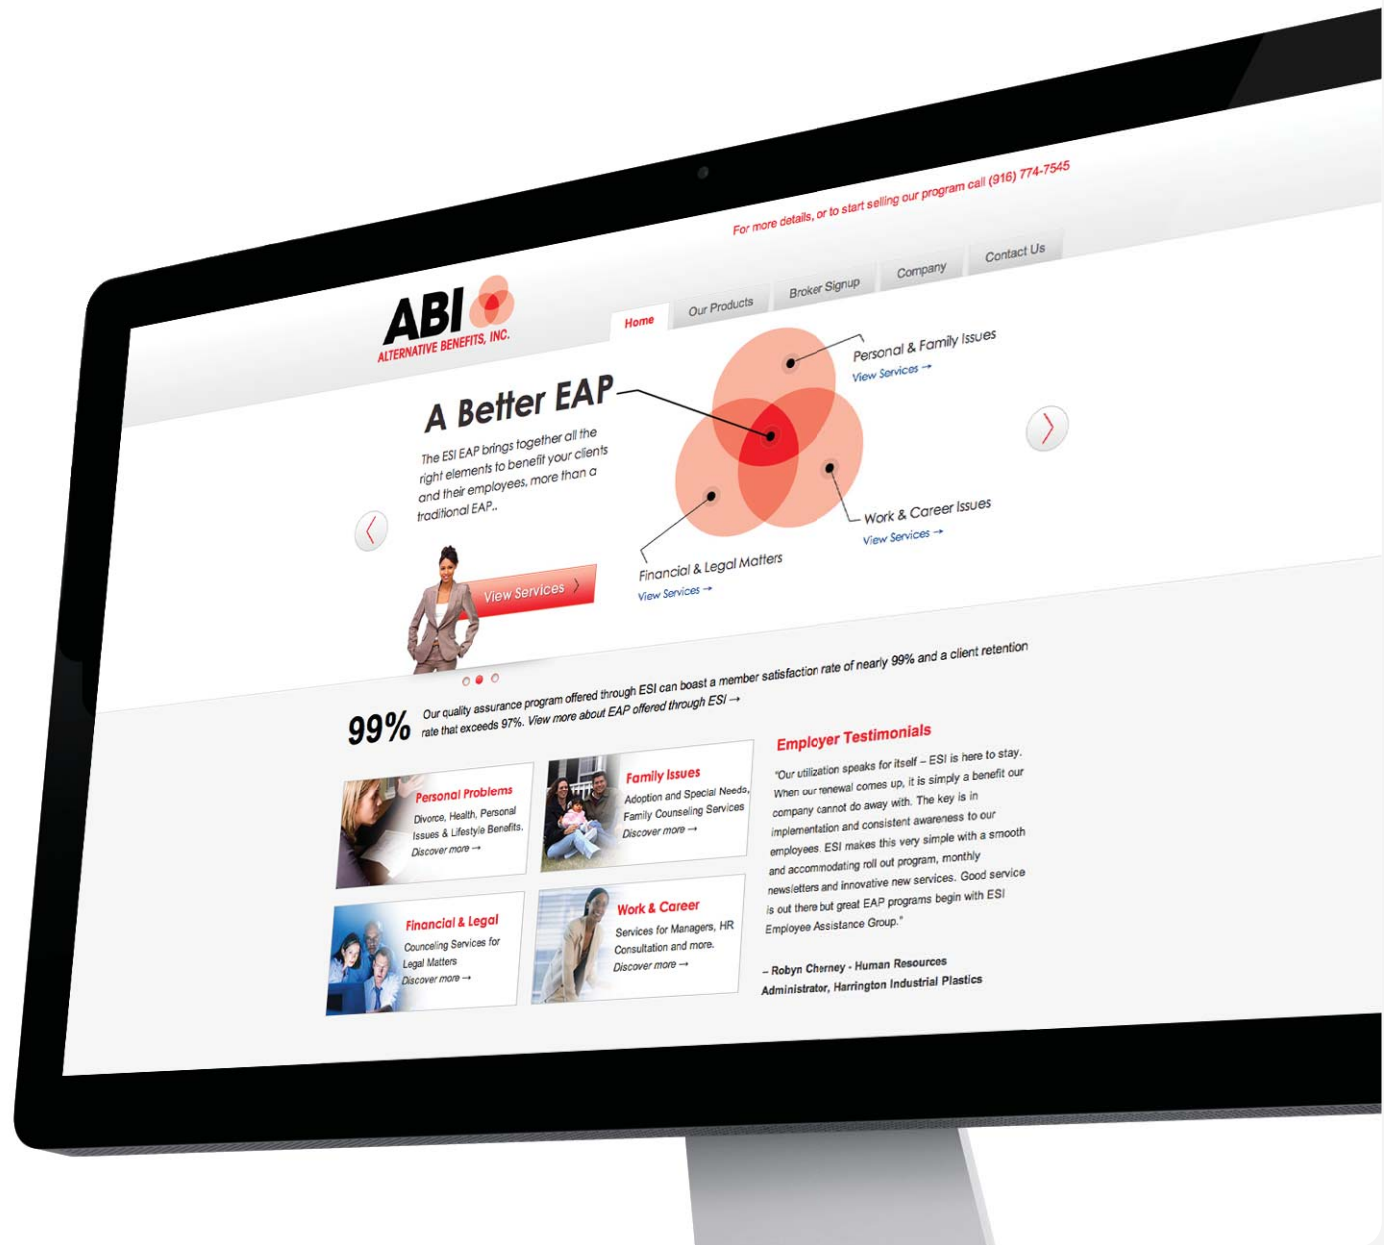 For more details, or to start selling our program call (916) 774-7545
ABI
ALTERNATIVE BENEFITS, INC.
Home
Our Products
Broker Signup
Company
Contact Us
A Better EAP
The ESI EAP brings together all the
right elements to benefit your clients
and their employees, more than a
traditional EAP..
View Services 〉
Personal & Family Issues
View Services →
Work & Career Issues
View Services →
Financial & Legal Matters
View Services →
99%
Our quality assurance program offered through ESI can boast a member satisfaction rate of nearly 99% and a client retention
rate that exceeds 97%. View more about EAP offered through ESI →
Personal Problems
Divorce, Health, Personal
Issues & Lifestyle Benefits.
Discover more →
Family Issues
Adoption and Special Needs,
Family Counseling Services
Discover more →
Financial & Legal
Counceling Services for
Legal Matters
Discover more →
Work & Career
Services for Managers, HR
Consultation and more.
Discover more →
Employer Testimonials
"Our utilization speaks for itself – ESI is here to stay.
When our renewal comes up, it is simply a benefit our
company cannot do away with. The key is in
implementation and consistent awareness to our
employees. ESI makes this very simple with a smooth
and accommodating roll out program, monthly
newsletters and innovative new services. Good service
is out there but great EAP programs begin with ESI
Employee Assistance Group."
– Robyn Cherney - Human Resources
Administrator, Harrington Industrial Plastics